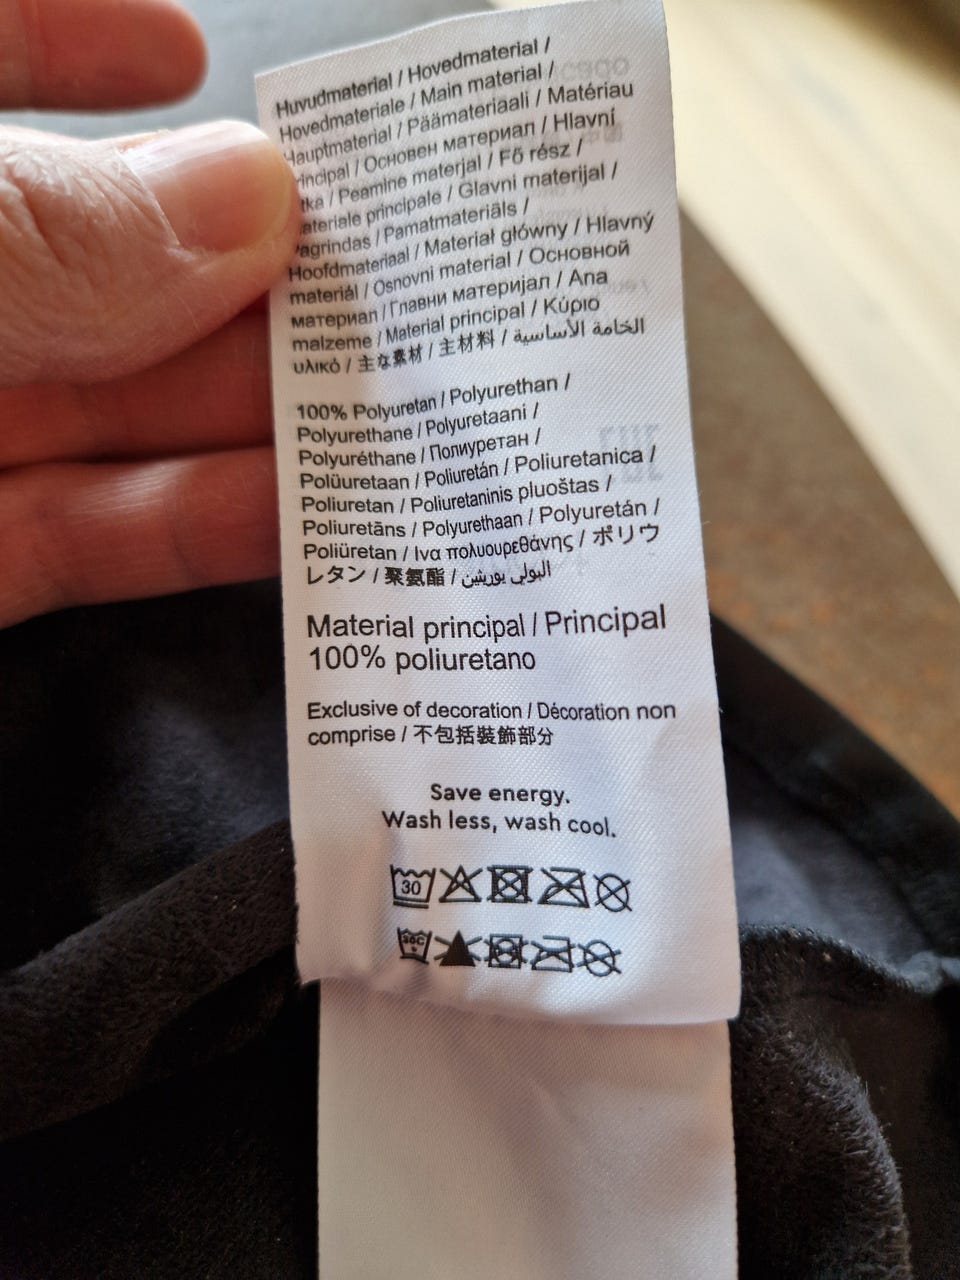 Huvudmaterial / Hovedmaterial /
Hovedmateriale / Main material /
Hauptmaterial / Päämateriaali / Matériau
principal / Основен материал / Hlavní
tka / Peamine materjal / Fő rész /
ateriale principale / Glavni materijal /
agrindas / Pamatmateriāls /
Hoofdmateriaal / Materiał główny / Hlavný
materiál / Osnovni material / Основной
материал / Главни материјал / Ana
malzeme / Material principal / Κύριο
υλικό / 主な素材 / 主材料 / الخامة الأساسية
100% Polyuretan / Polyurethan /
Polyurethane / Polyuretaani /
Polyuréthane / Полиуретан /
Polüuretaan / Poliuretán / Poliuretanica /
Poliuretan / Poliuretaninis pluoštas /
Poliuretāns / Polyurethaan / Polyuretán /
Poliüretan / Ινα πολυουρεθάνης / ポリウ
レタン / 聚氨酯 / البولي يوريثين
Material principal / Principal
100% poliuretano
Exclusive of decoration / Décoration non
comprise / 不包括裝飾部分
Save energy.
Wash less, wash cool.
30
30C